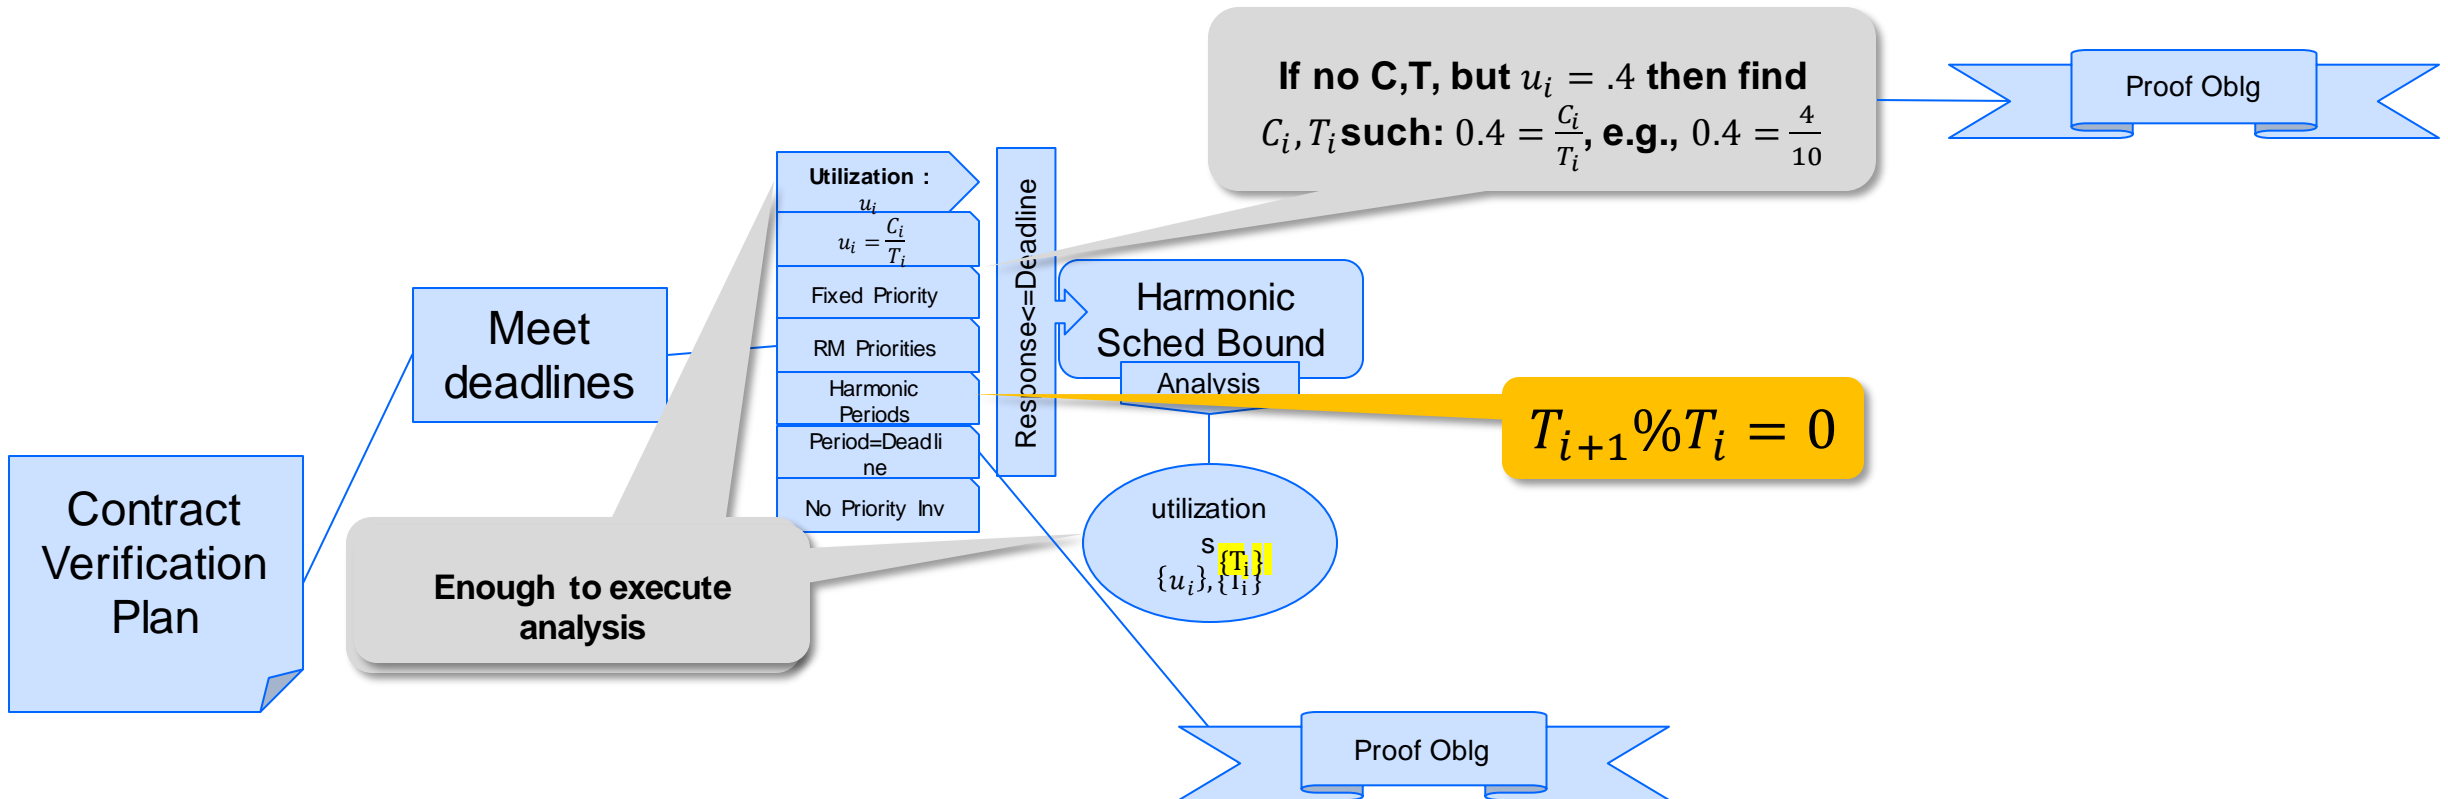 If no C,T, but u_i = .4 then find
C_i, T_i such: 0.4 = C_i/T_i, e.g., 0.4 = 4/10
Proof Oblg
Utilization :
u_i
u_i = C_i/T_i
Fixed Priority
RM Priorities
Harmonic
Periods
Period=Deadli
ne
No Priority Inv
Response<=Deadline
Harmonic
Sched Bound
Analysis
Meet
deadlines
T_{i+1}%T_i = 0
Contract
Verification
Plan
utilization
s
{T_i}
{u_i},{T_i}
Enough to execute
analysis
Proof Oblg